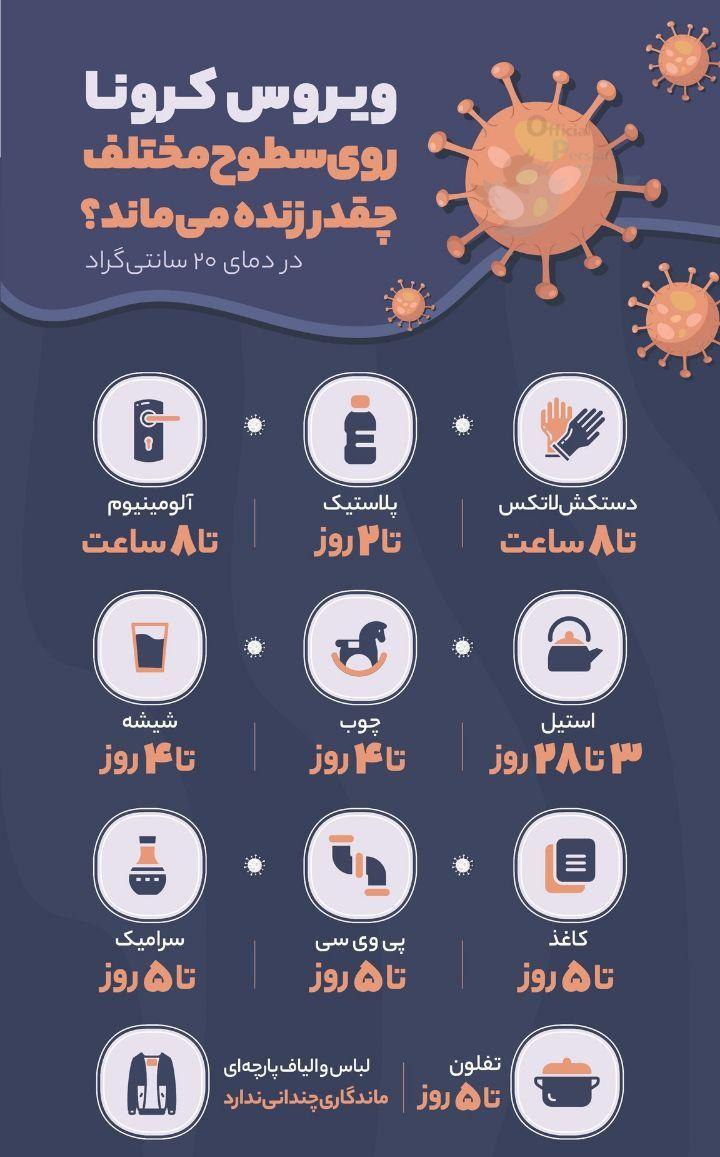 ویروس کرونا
روی سطوح مختلف
چقدر زنده می‌ماند؟
در دمای ۲۰ سانتی‌گراد
Official
Persian
دستکش لاتکس
تا ۸ ساعت
پلاستیک
تا ۲ روز
آلومینیوم
تا ۸ ساعت
استیل
۳ تا ۲۸ روز
چوب
تا ۴ روز
شیشه
تا ۴ روز
کاغذ
تا ۵ روز
پی وی سی
تا ۵ روز
سرامیک
تا ۵ روز
تفلون
تا ۵ روز
لباس و الیاف پارچه‌ای
ماندگاری چندانی ندارد